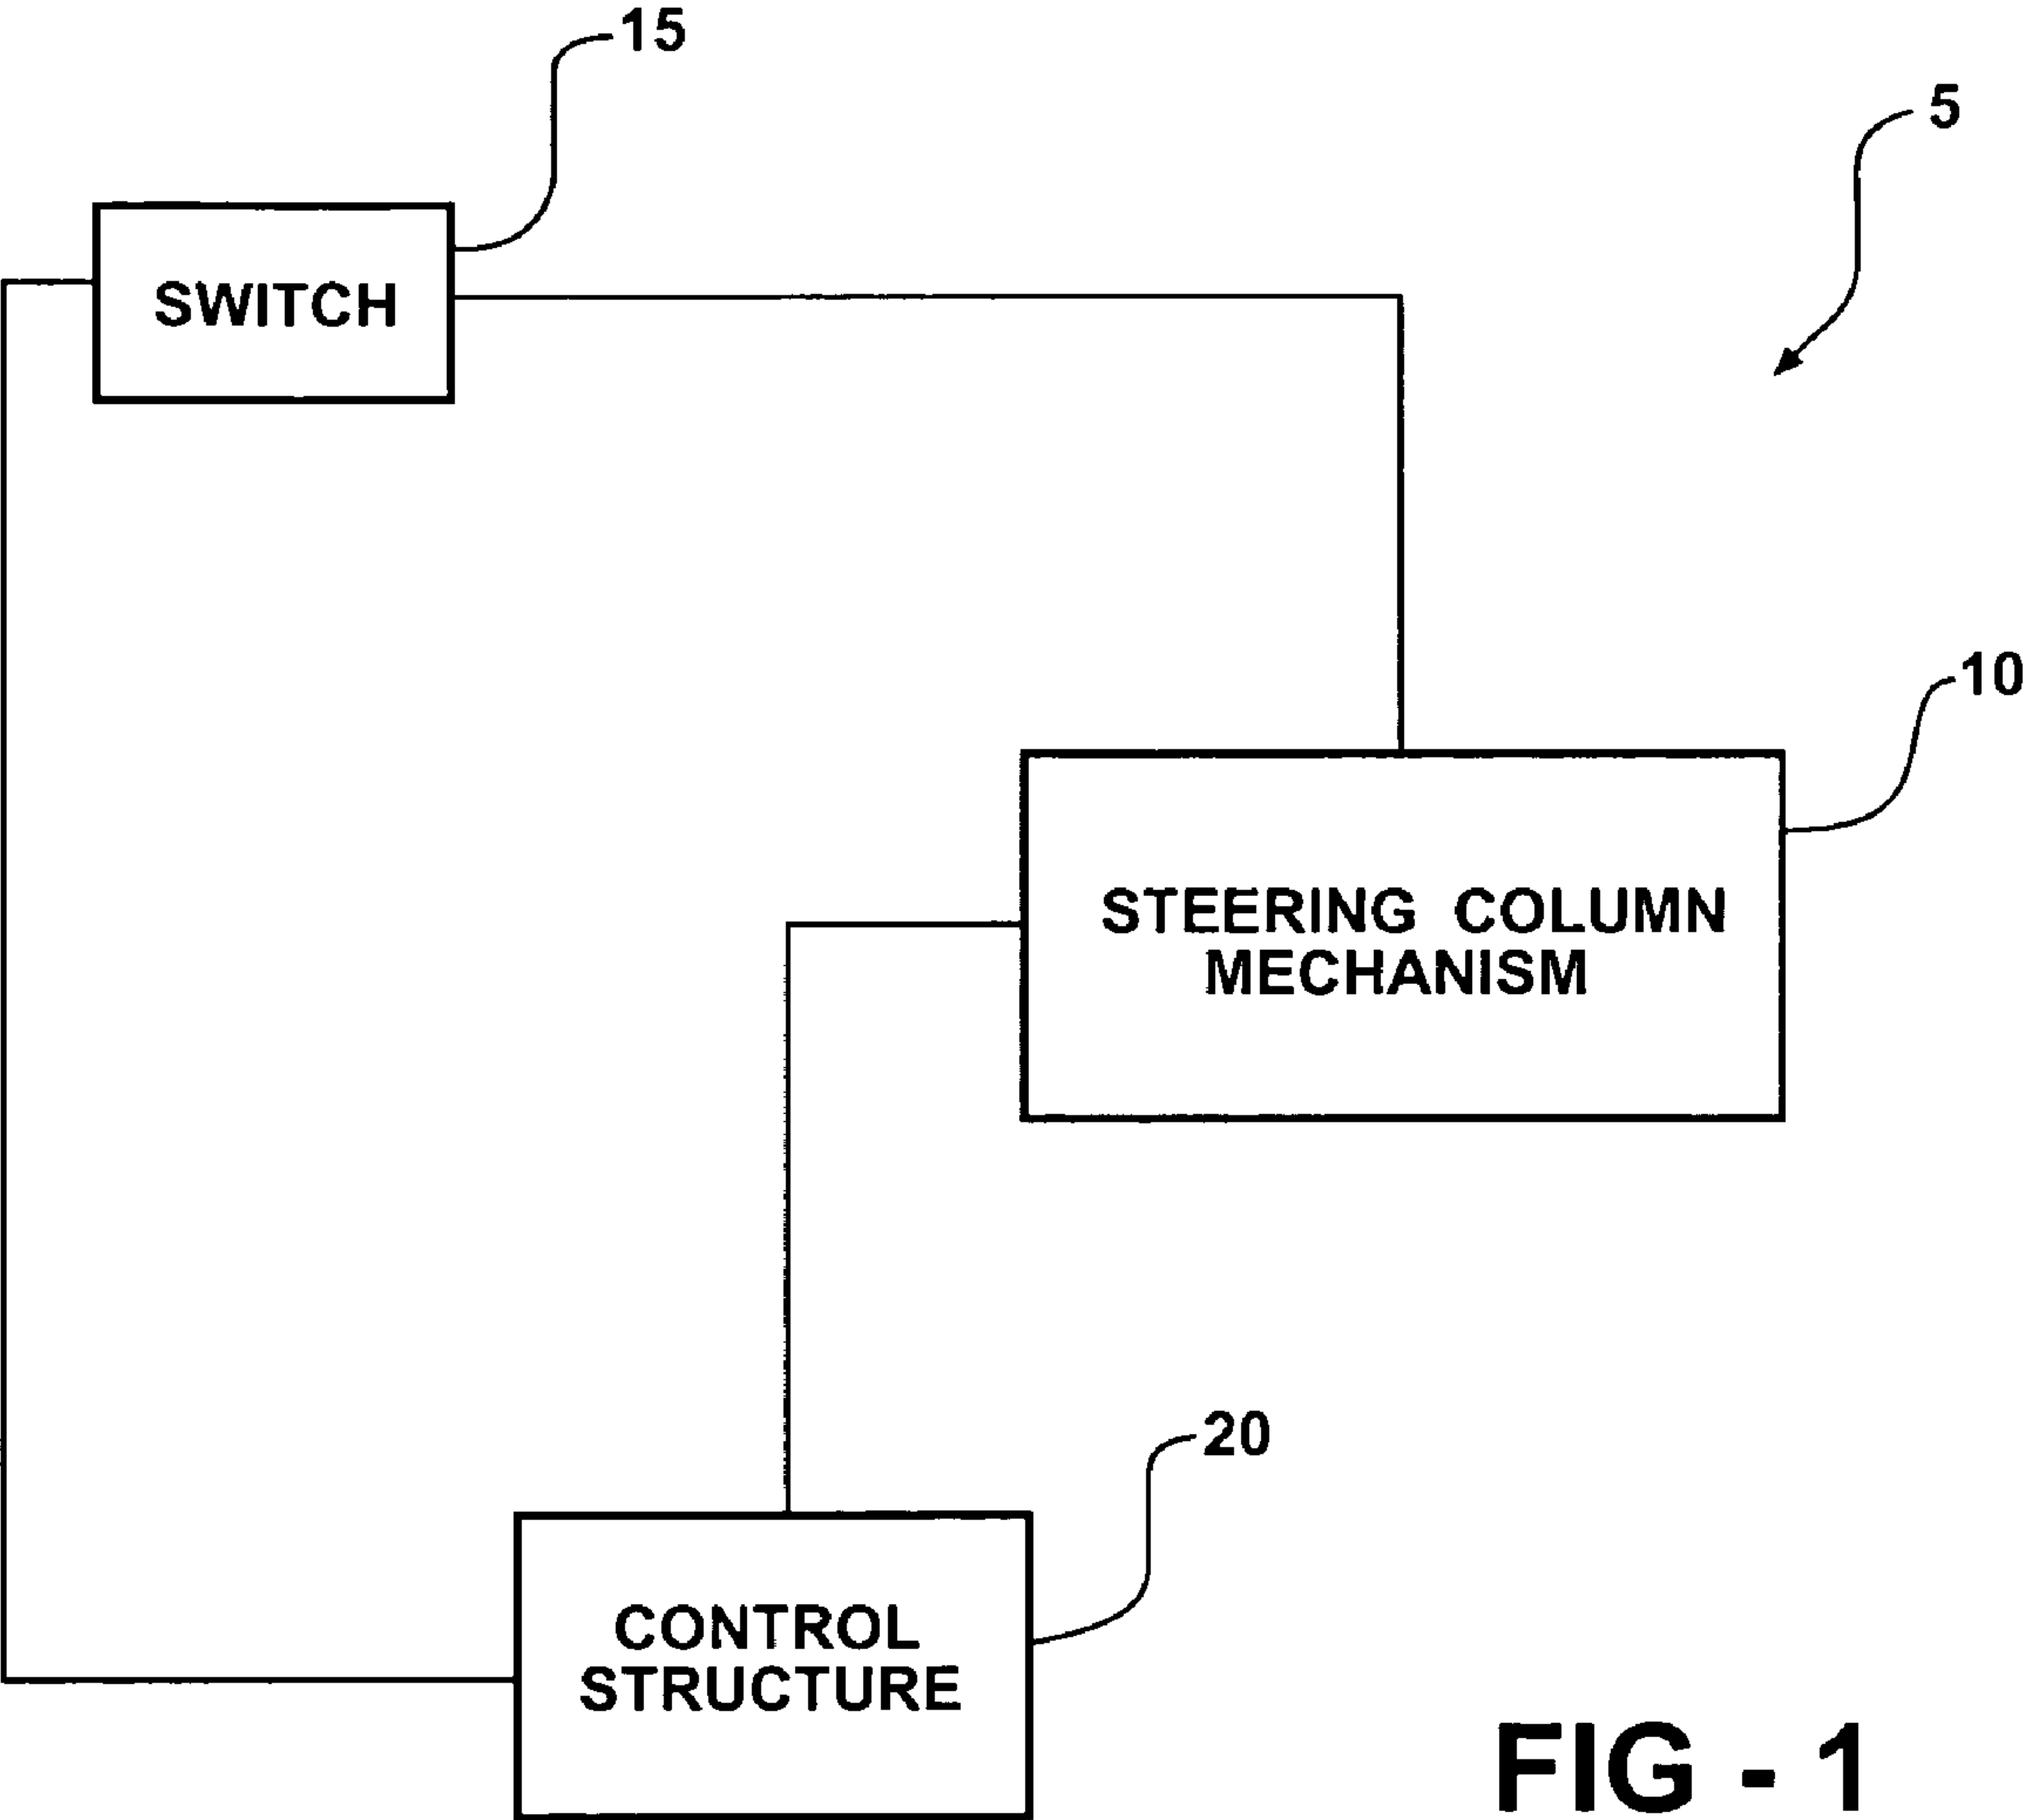 15
5
SWITCH
10
STEERING COLUMN
MECHANISM
20
CONTROL
STRUCTURE
FIG - 1